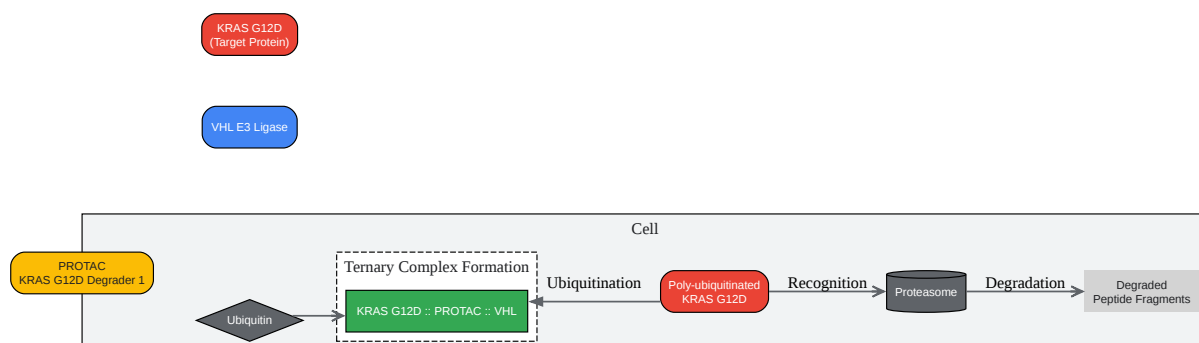 KRAS G12D
(Target Protein)
VHL E3 Ligase
Cell
PROTAC
KRAS G12D Degrader 1
Ternary Complex Formation
KRAS G12D :: PROTAC :: VHL
Ubiquitin
Ubiquitination
Poly-ubiquitinated
KRAS G12D
Recognition
Proteasome
Degradation
Degraded
Peptide Fragments